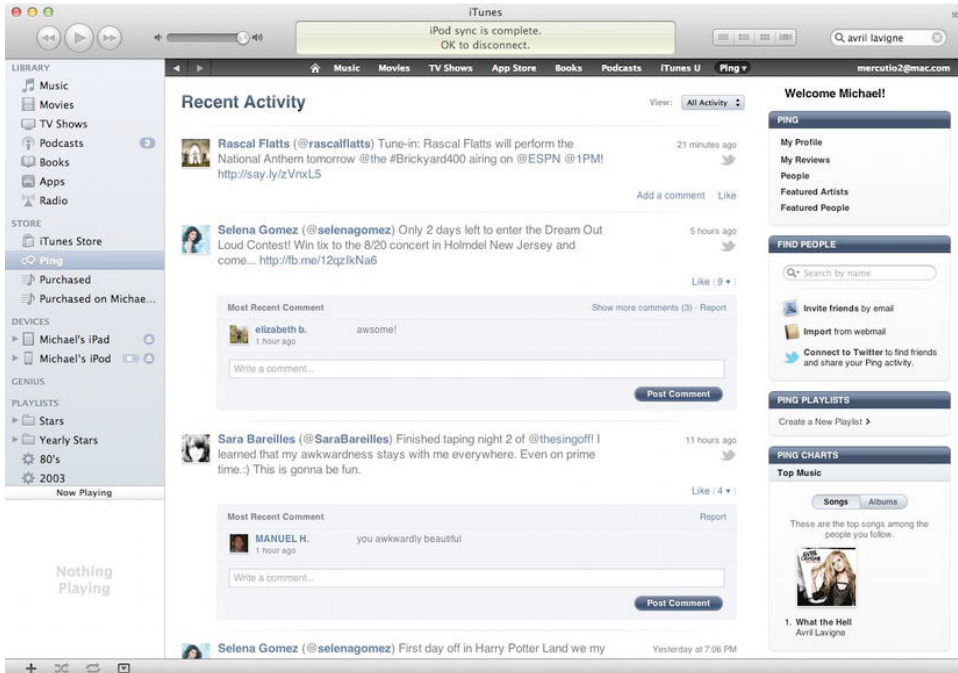 iTunes
iPod sync is complete.
OK to disconnect.
avril lavigne
LIBRARY
Music
Movies
TV Shows
Podcasts 3
Books
Apps
Radio
STORE
iTunes Store
Ping
Purchased
Purchased on Michae...
DEVICES
Michael's iPad
Michael's iPod
GENIUS
PLAYLISTS
Stars
Yearly Stars
80's
2003
Now Playing
Nothing
Playing
Music Movies TV Shows App Store Books Podcasts iTunes U Ping
mercutio2@mac.com
Recent Activity
View: All Activity
Rascal Flatts (@rascalflatts) Tune-in: Rascal Flatts will perform the
National Anthem tomorrow @the #Brickyard400 airing on @ESPN @1PM!
http://say.ly/zVnxL5
21 minutes ago
Add a comment · Like
Selena Gomez (@selenagomez) Only 2 days left to enter the Dream Out
Loud Contest! Win tix to the 8/20 concert in Holmdel New Jersey and
come... http://fb.me/12qzIkNa6
5 hours ago
Like | 9
Most Recent Comment
Show more comments (3) · Report
elizabeth b.
1 hour ago
awsome!
Write a comment...
Post Comment
Sara Bareilles (@SaraBareilles) Finished taping night 2 of @thesingoff! I
learned that my awkwardness stays with me everywhere. Even on prime
time.:) This is gonna be fun.
11 hours ago
Like | 4
Most Recent Comment
Report
MANUEL H.
1 hour ago
you awkwardly beautiful
Write a comment...
Post Comment
Selena Gomez (@selenagomez) First day off in Harry Potter Land we my
Yesterday at 7:06 PM
Welcome Michael!
PING
My Profile
My Reviews
People
Featured Artists
Featured People
FIND PEOPLE
Search by name
Invite friends by email
Import from webmail
Connect to Twitter to find friends
and share your Ping activity.
PING PLAYLISTS
Create a New Playlist
PING CHARTS
Top Music
Songs Albums
These are the top songs among the
people you follow.
AVRIL
LAVIGNE
1. What the Hell
Avril Lavigne